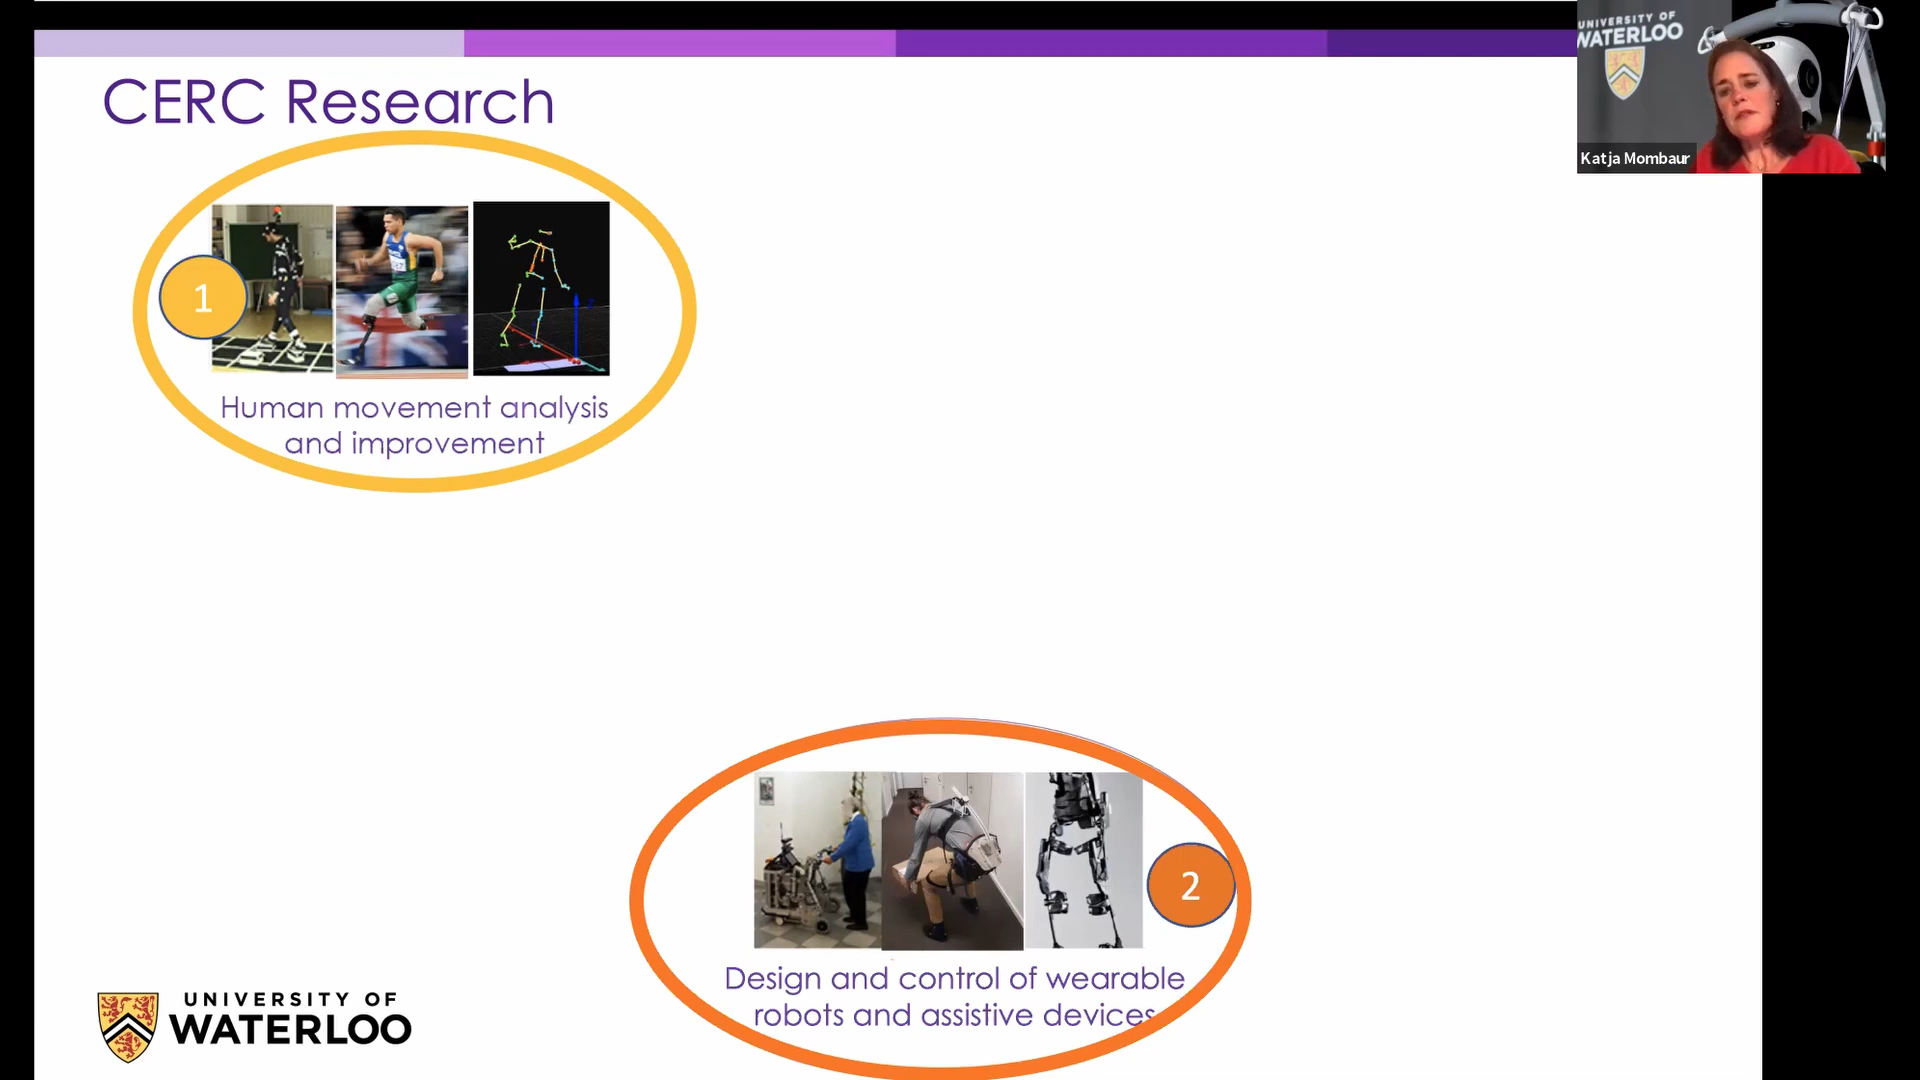 CERC Research
UNIVERSITY OF
WATERLOO
Katja Mombaur
1
Human movement analysis
and improvement
2
Design and control of wearable
robots and assistive devices
UNIVERSITY OF
WATERLOO